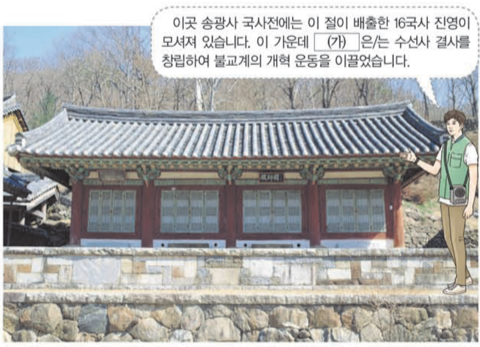 이곳 송광사 국사전에는 이 절이 배출한 16국사 진영이
모셔져 있습니다. 이 가운데 (가) 은/는 수선사 결사를
창립하여 불교계의 개혁 운동을 이끌었습니다.